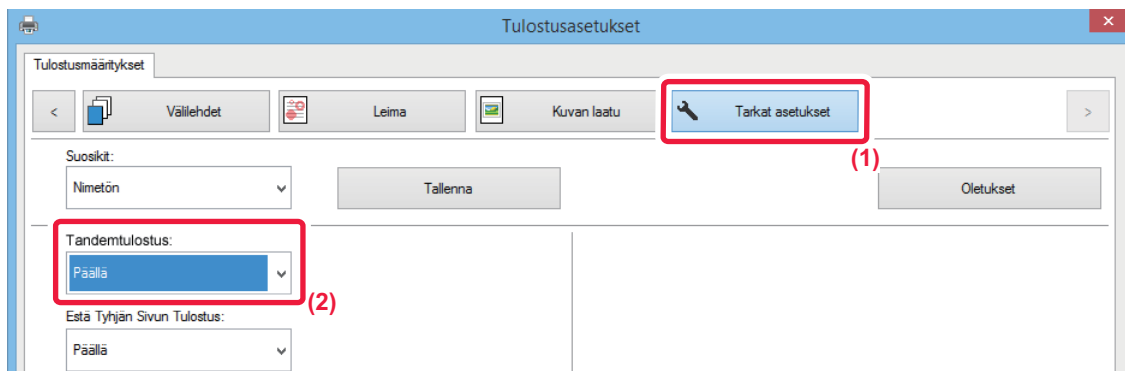 Tulostusasetukset
Tulostusmääritykset
< Välilehdet Leima Kuvan laatu Tarkat asetukset >
(1)
Suosikit:
Nimetön Tallenna Oletukset
Tandemtulostus:
Päällä
(2)
Estä Tyhjän Sivun Tulostus:
Päällä